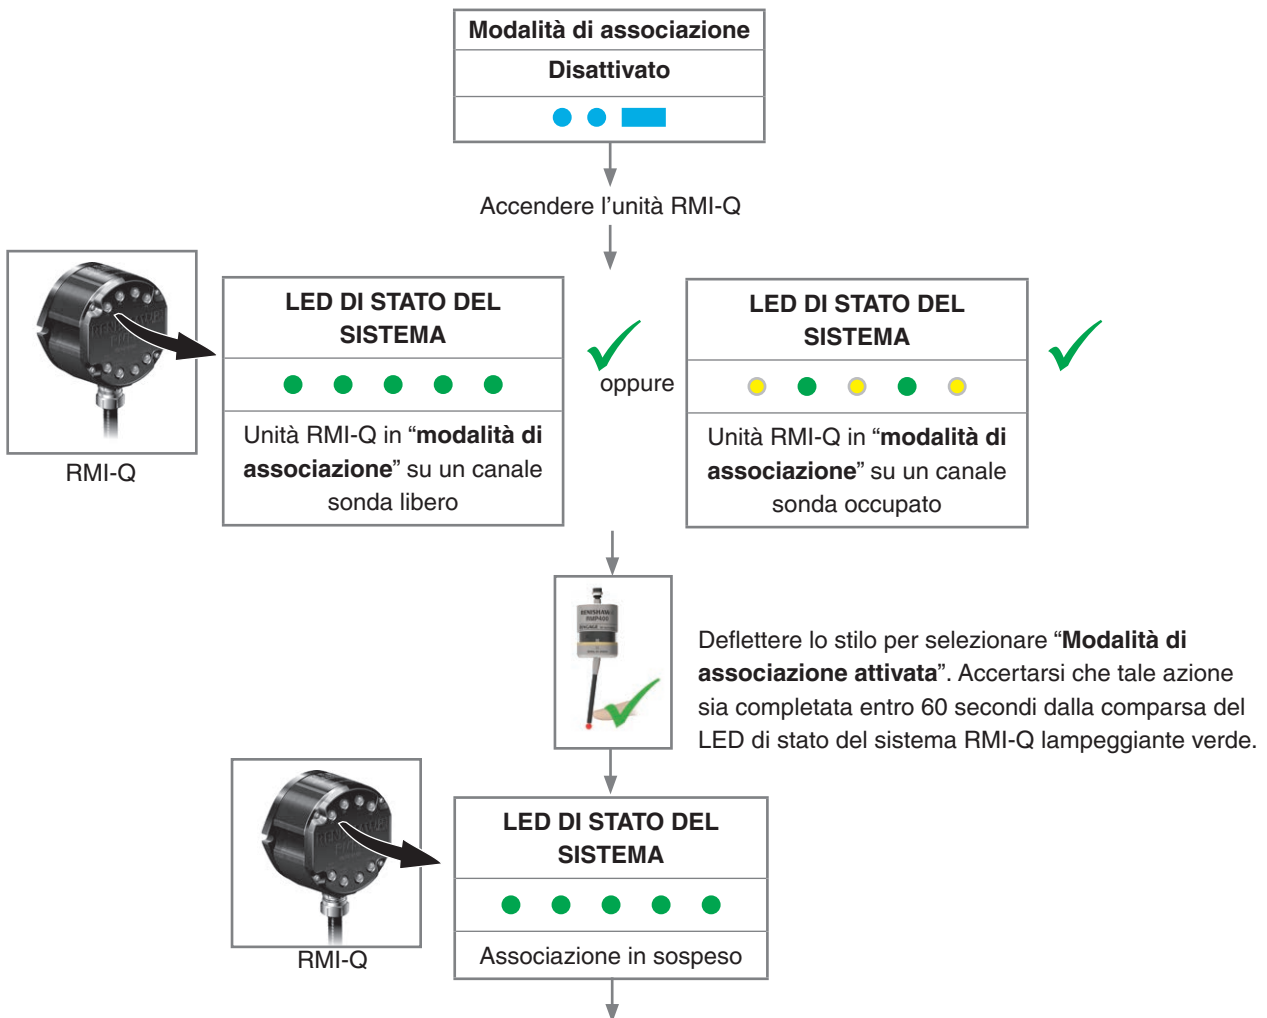 Modalità di associazione
Disattivato
Accendere l’unità RMI-Q
RMI-Q
LED DI STATO DEL
SISTEMA
Unità RMI-Q in “modalità di
associazione” su un canale
sonda libero
oppure
LED DI STATO DEL
SISTEMA
Unità RMI-Q in “modalità di
associazione” su un canale
sonda occupato
RENISHAW
Deflettere lo stilo per selezionare “Modalità di
associazione attivata”. Accertarsi che tale azione
sia completata entro 60 secondi dalla comparsa del
LED di stato del sistema RMI-Q lampeggiante verde.
RMI-Q
LED DI STATO DEL
SISTEMA
Associazione in sospeso